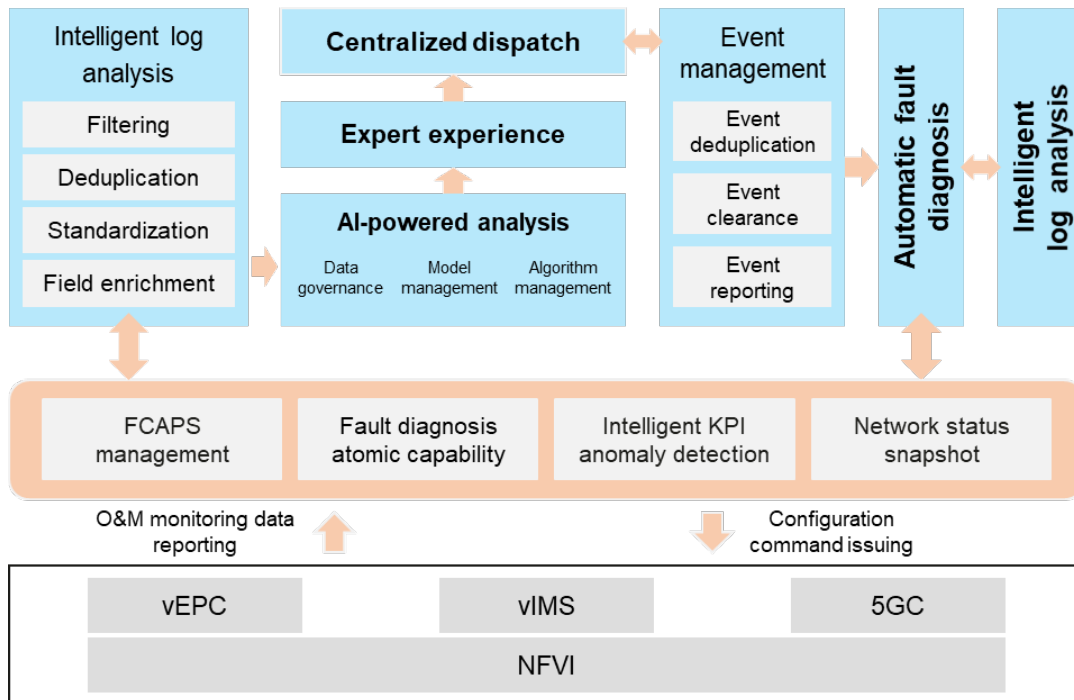 Intelligent log
analysis
Filtering
Deduplication
Standardization
Field enrichment
Centralized dispatch
Expert experience
AI-powered analysis
Data
governance
Model
management
Algorithm
management
Event
management
Event
deduplication
Event
clearance
Event
reporting
Automatic fault
diagnosis
Intelligent
log analysis
FCAPS
management
Fault diagnosis
atomic capability
Intelligent KPI
anomaly detection
Network status
snapshot
O&M monitoring data
reporting
Configuration
command issuing
vEPC
vIMS
5GC
NFVI